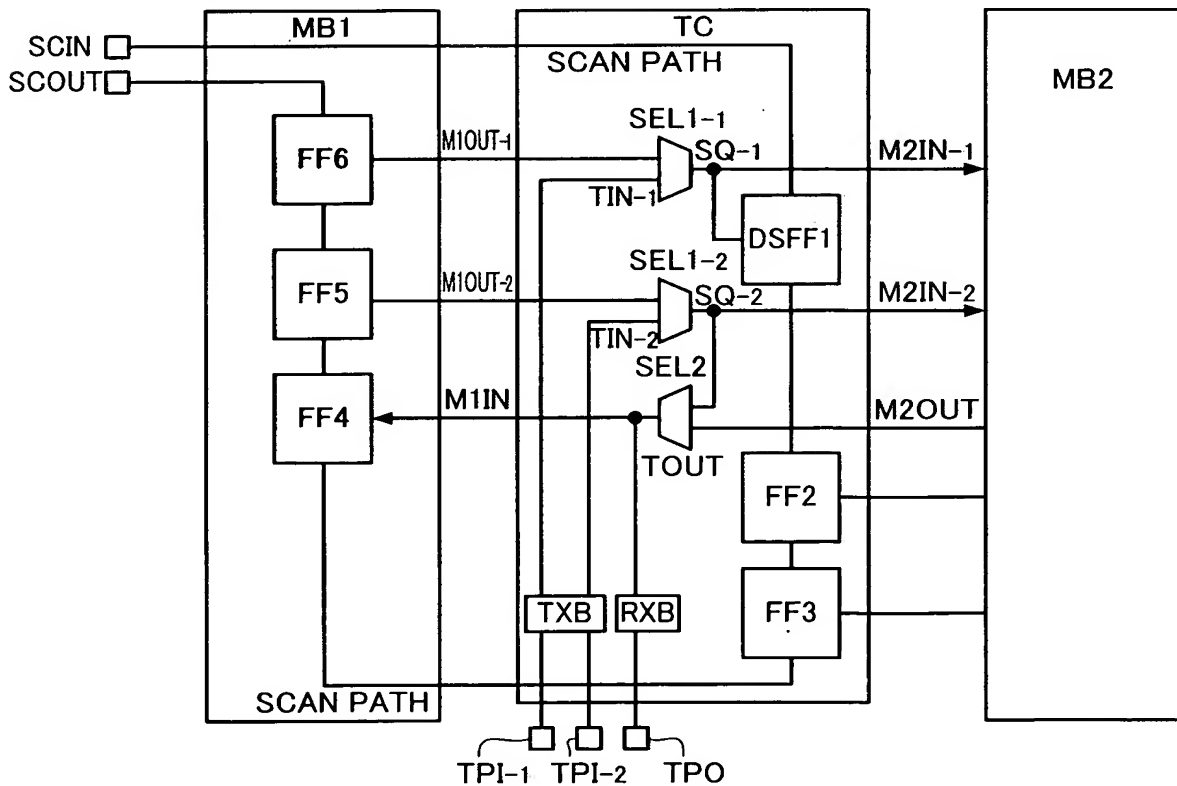 MB1
TC
MB2
SCIN
SCOUT
SCAN PATH
SEL1-1
FF6
M1OUT-1
SQ-1
M2IN-1
TIN-1
DSFF1
SEL1-2
FF5
M1OUT-2
SQ-2
M2IN-2
TIN-2
SEL2
FF4
M1IN
M2OUT
TOUT
FF2
TXB
RXB
FF3
SCAN PATH
TPI-1
TPI-2
TPO